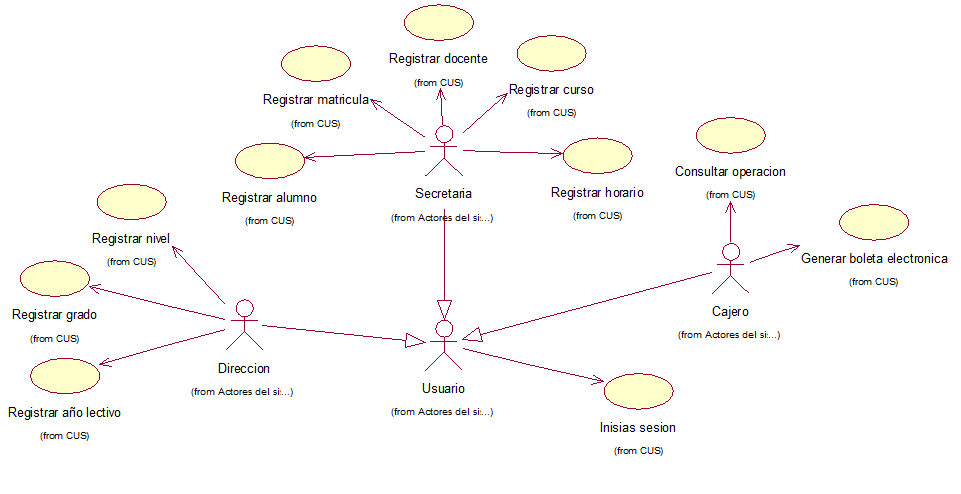 Registrar docente
(from CUS)
Registrar matricula
(from CUS)
Registrar curso
(from CUS)
Registrar alumno
(from CUS)
Secretaria
(from Actores del si:...)
Registrar horario
(from CUS)
Consultar operacion
(from CUS)
Registrar nivel
(from CUS)
Generar boleta electronica
(from CUS)
Registrar grado
(from CUS)
Cajero
(from Actores del si:...)
Direccion
(from Actores del si:...)
Usuario
(from Actores del si:...)
Registrar año lectivo
(from CUS)
Inisias sesion
(from CUS)